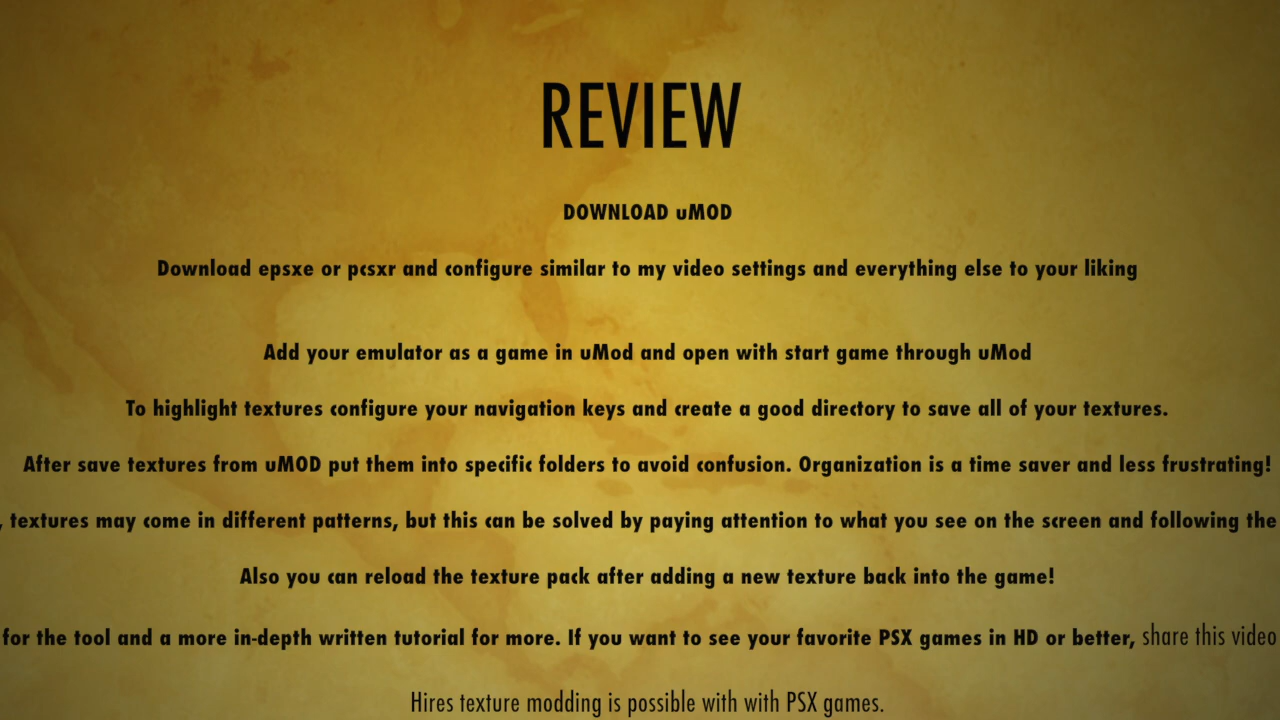 REVIEW
DOWNLOAD uMOD
Download epsxe or pcsxr and configure similar to my video settings and everything else to your liking
Add your emulator as a game in uMod and open with start game through uMod
To highlight textures configure your navigation keys and create a good directory to save all of your textures.
After save textures from uMOD put them into specific folders to avoid confusion. Organization is a time saver and less frustrating!
, textures may come in different patterns, but this can be solved by paying attention to what you see on the screen and following the
Also you can reload the texture pack after adding a new texture back into the game!
for the tool and a more in-depth written tutorial for more. If you want to see your favorite PSX games in HD or better, share this video
Hires texture modding is possible with with PSX games.